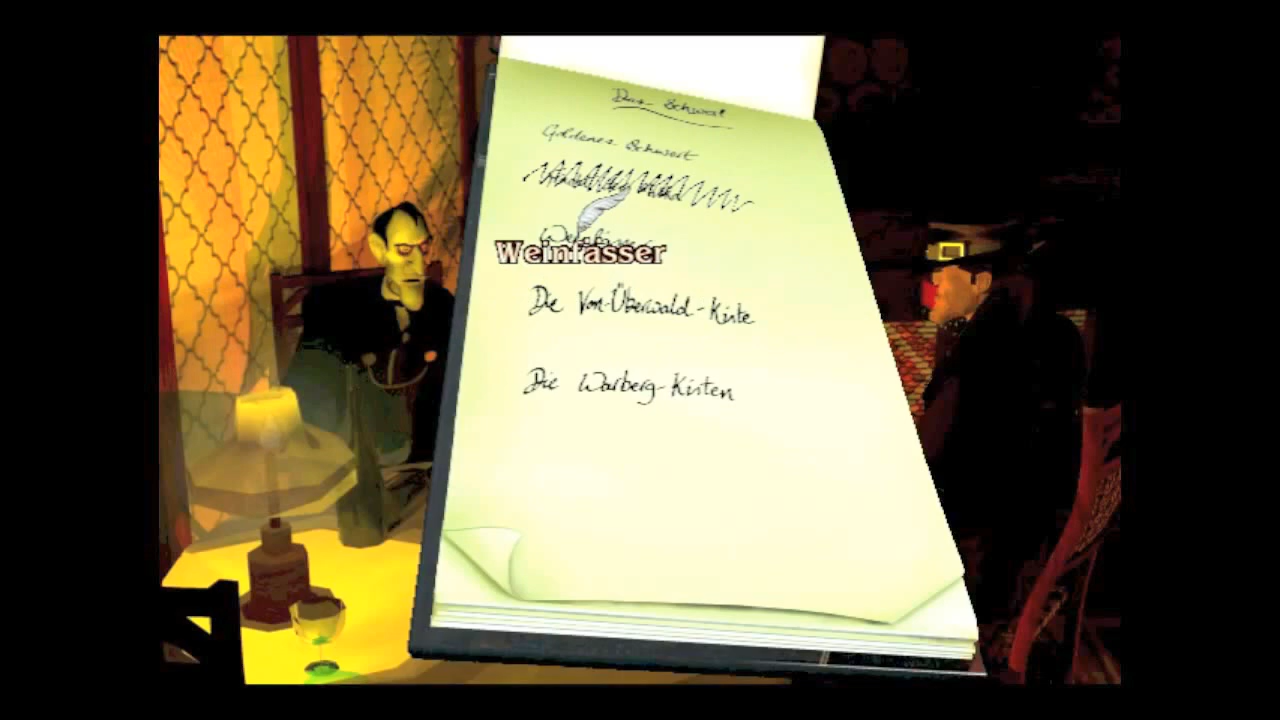 Das Schwert
Goldenes Schwert
Weinfässer
Die Von-Überwald-Kiste
Die Warberg-Kisten